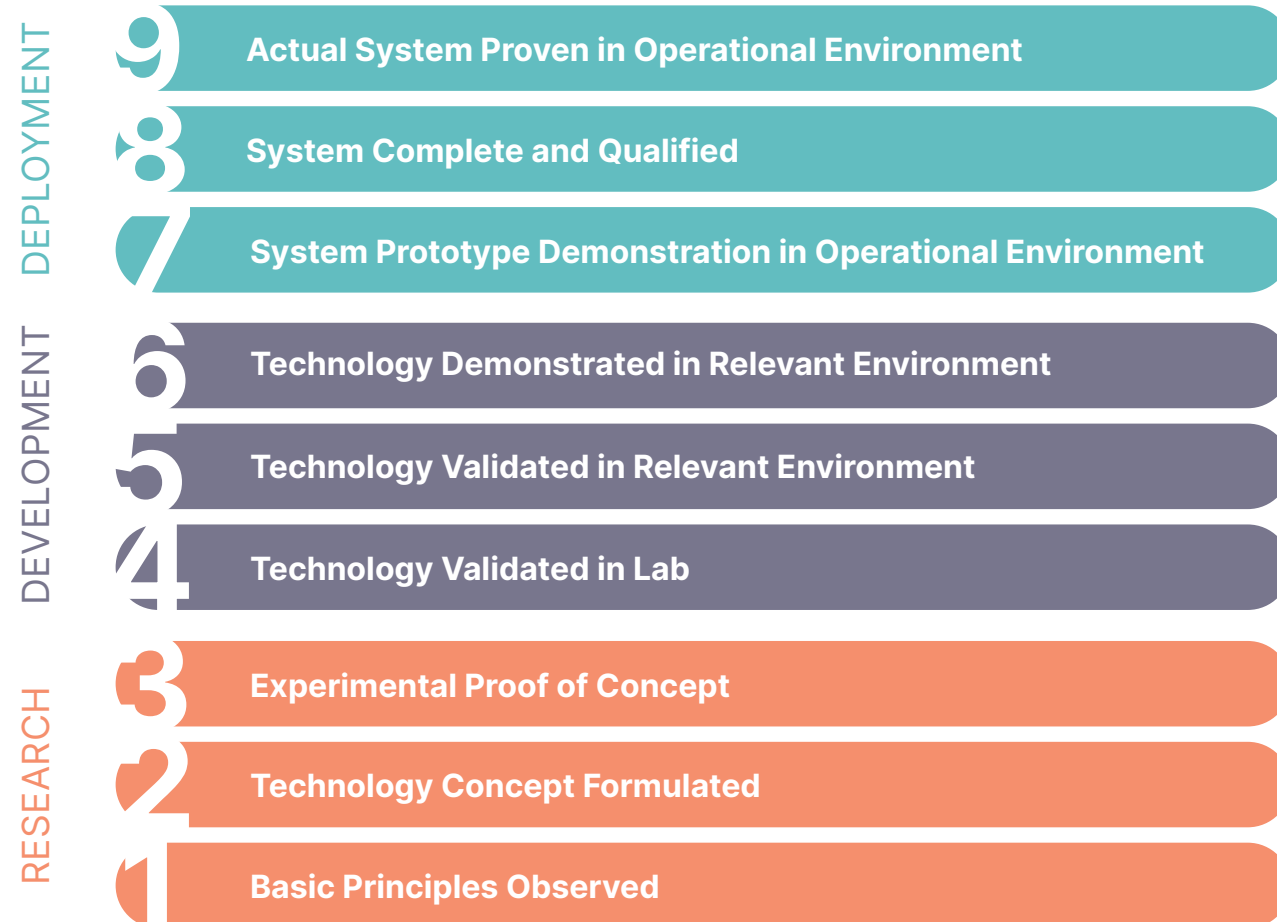 DEPLOYMENT
9 Actual System Proven in Operational Environment
8 System Complete and Qualified
7 System Prototype Demonstration in Operational Environment
DEVELOPMENT
6 Technology Demonstrated in Relevant Environment
5 Technology Validated in Relevant Environment
4 Technology Validated in Lab
RESEARCH
3 Experimental Proof of Concept
2 Technology Concept Formulated
1 Basic Principles Observed